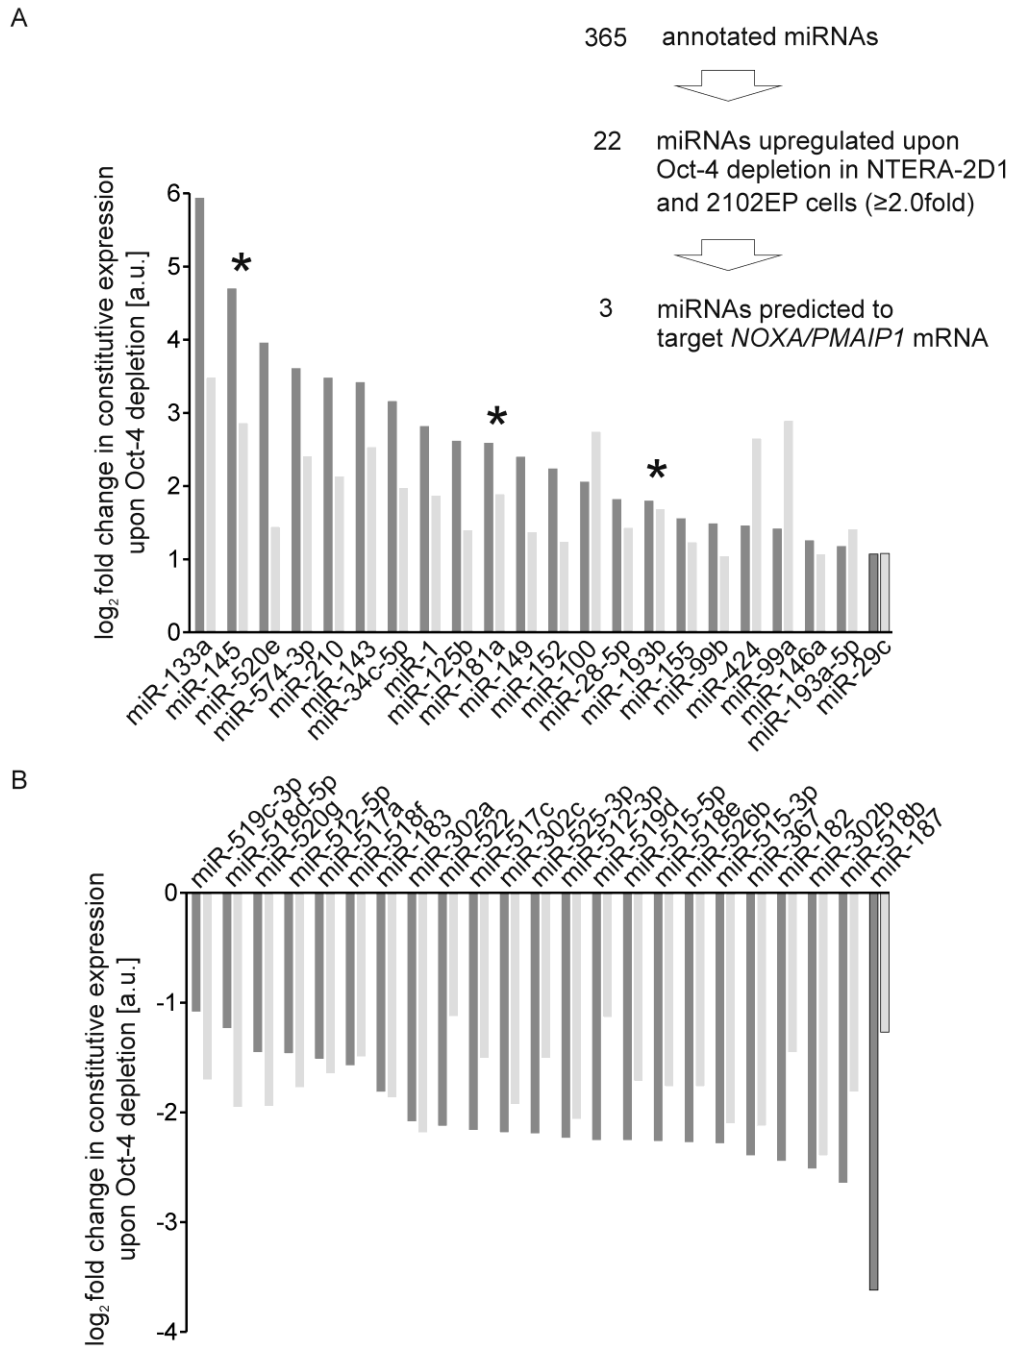 A
365 annotated miRNAs
22 miRNAs upregulated upon
Oct-4 depletion in NTERA-2D1
and 2102EP cells (≥2.0fold)
3 miRNAs predicted to
target NOXA/PMAIP1 mRNA
log2 fold change in constitutive expression
upon Oct-4 depletion [a.u.]
6
5
4
3
2
1
0
*
*
*
miR-133a
miR-145
miR-520e
miR-574-3p
miR-210
miR-143
miR-34c-5p
miR-1
miR-125b
miR-181a
miR-149
miR-152
miR-100
miR-28-5p
miR-193b
miR-155
miR-99b
miR-424
miR-99a
miR-146a
miR-193a-5p
miR-29c
B
miR-519c-3p
miR-518d-5p
miR-520g
miR-512-5p
miR-517a
miR-518f
miR-183
miR-302a
miR-522
miR-517c
miR-302c
miR-525-3p
miR-512-3p
miR-519d
miR-515-5p
miR-518e
miR-526b
miR-515-3p
miR-367
miR-182
miR-302b
miR-518b
miR-187
log2 fold change in constitutive expression
upon Oct-4 depletion [a.u.]
0
-1
-2
-3
-4